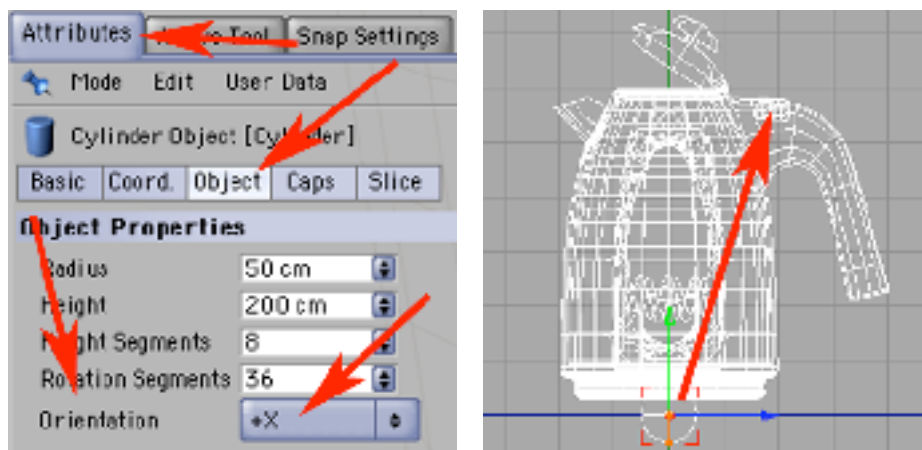 Attributes Tool Snap Settings
Mode Edit User Data
Cylinder Object [Cylinder]
Basic Coord. Object Caps Slice
Object Properties
Radius 50 cm
Height 200 cm
Height Segments 8
Rotation Segments 36
Orientation +X